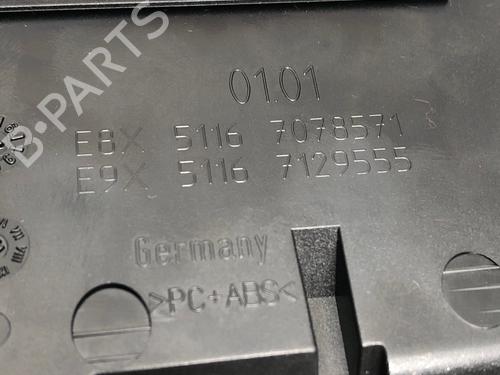 B-PARTS
01.01
E8X 5116 7078571
E9X 5116 7129555
Germany
>PC+ABS<